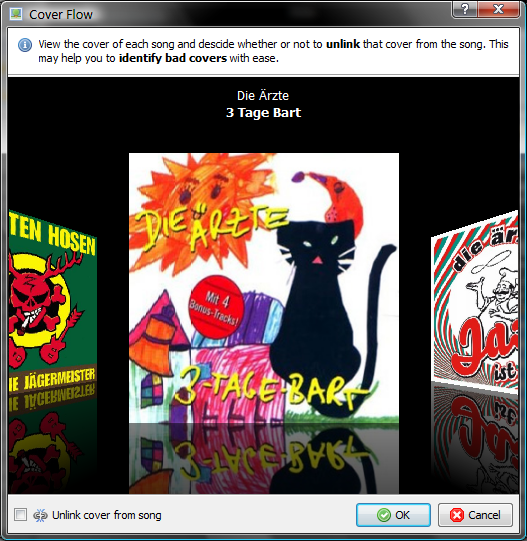 Cover Flow
View the cover of each song and descide whether or not to unlink that cover from the song. This
may help you to identify bad covers with ease.
Die Ärzte
3 Tage Bart
TEN HOSEN
JÄGERMEISTER
DIE ÄRZTE
Mit 4
Bonus-Tracks!
3-TAGE-BART
die är
Jaz
ist
Unlink cover from song
OK
Cancel